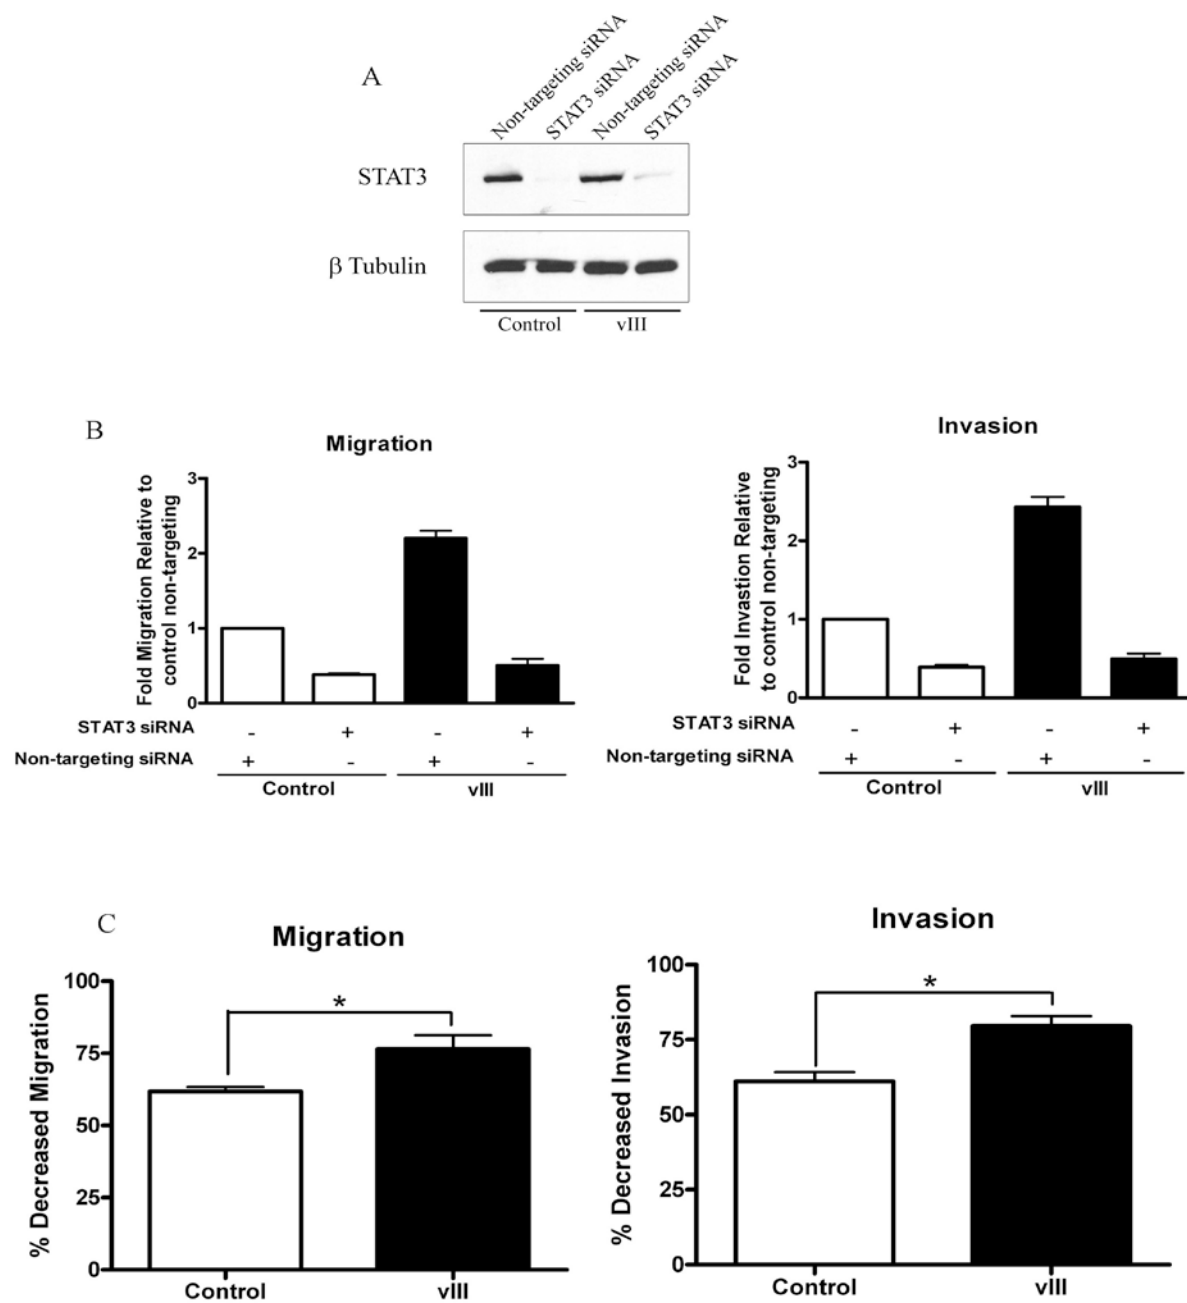 A
Non-targeting siRNA
STAT3 siRNA
Non-targeting siRNA
STAT3 siRNA
STAT3
β Tubulin
Control vIII
B
Migration
Fold Migration Relative to
control non-targeting
3
2
1
0
STAT3 siRNA - + - +
Non-targeting siRNA + - + -
Control vIII
Invasion
Fold Invastion Relative
to control non-targeting
3
2
1
0
STAT3 siRNA - + - +
Non-targeting siRNA + - + -
Control vIII
C
Migration
% Decreased Migration
100
75
50
25
0
*
Control vIII
Invasion
% Decreased Invasion
100
75
50
25
0
*
Control vIII